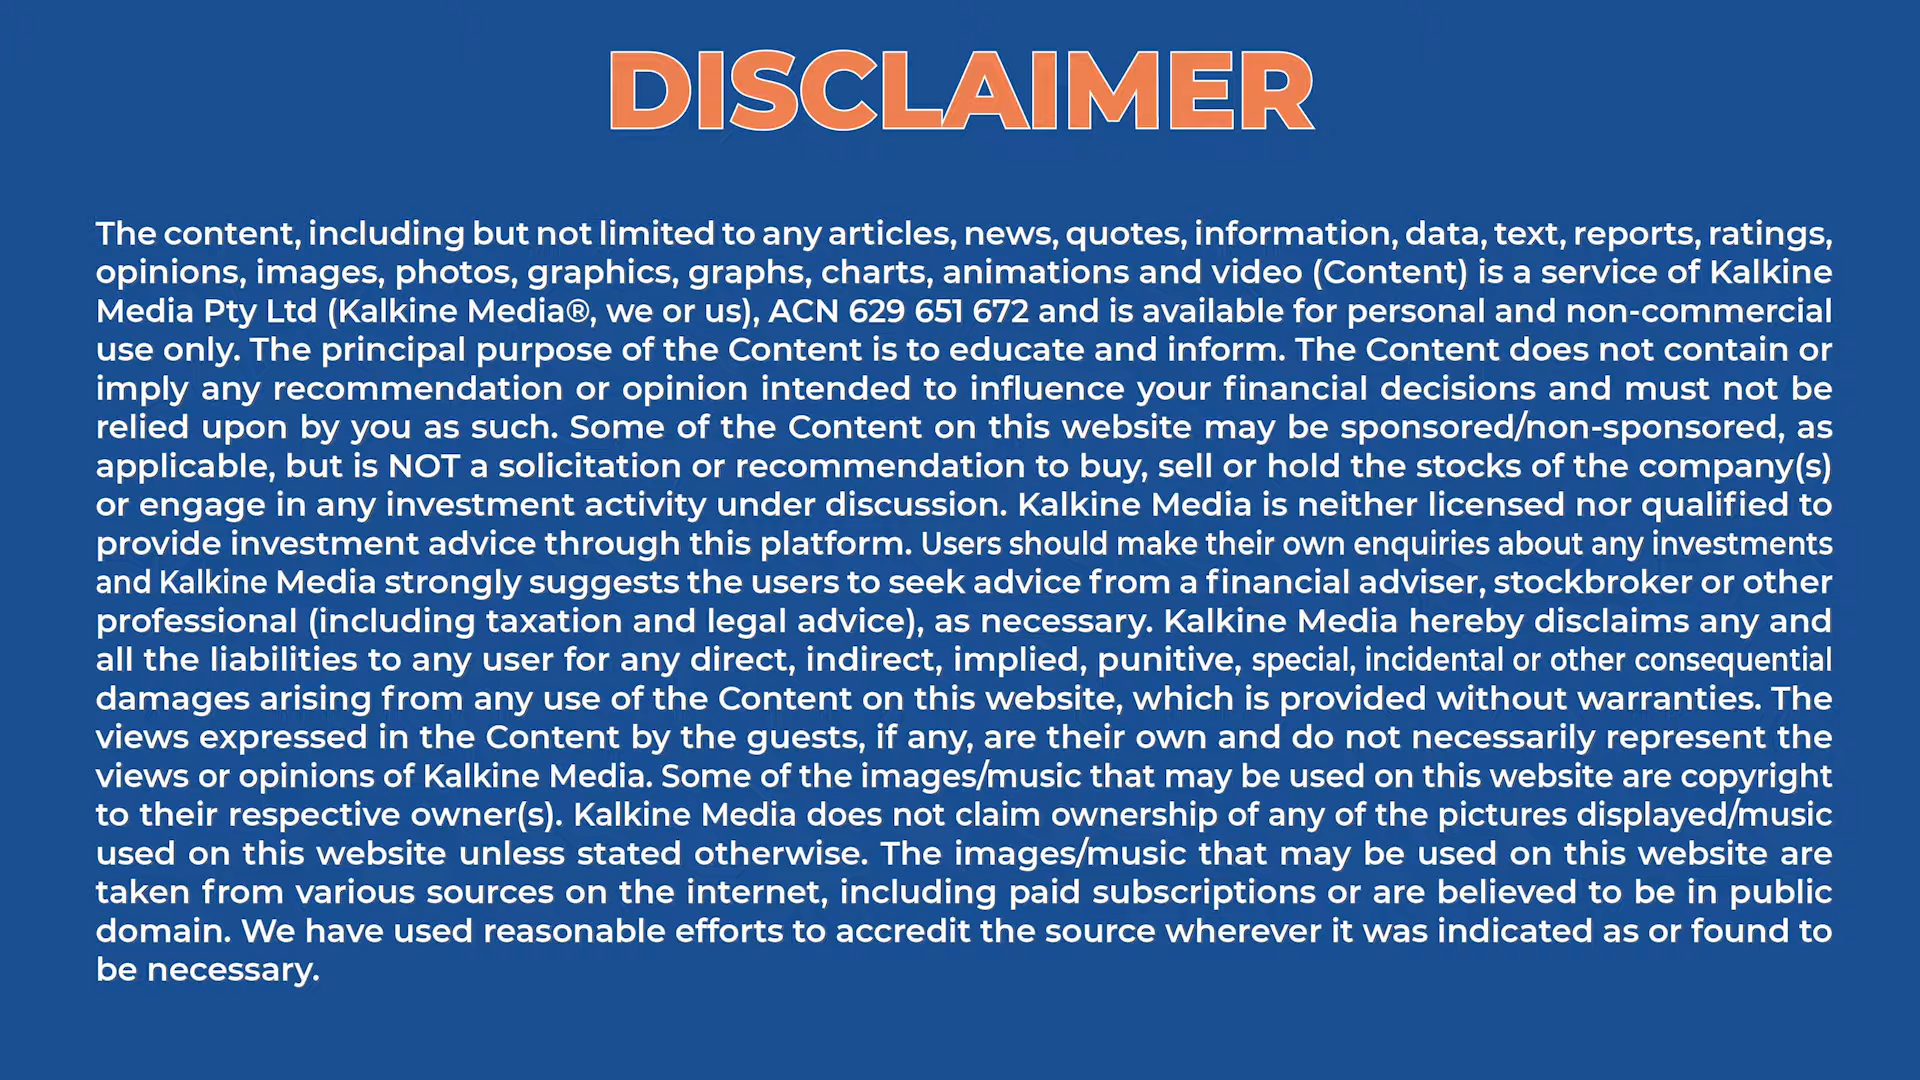 DISCLAIMER
The content, including but not limited to any articles, news, quotes, information, data, text, reports, ratings,
opinions, images, photos, graphics, graphs, charts, animations and video (Content) is a service of Kalkine
Media Pty Ltd (Kalkine Media®, we or us), ACN 629 651 672 and is available for personal and non-commercial
use only. The principal purpose of the Content is to educate and inform. The Content does not contain or
imply any recommendation or opinion intended to influence your financial decisions and must not be
relied upon by you as such. Some of the Content on this website may be sponsored/non-sponsored, as
applicable, but is NOT a solicitation or recommendation to buy, sell or hold the stocks of the company(s)
or engage in any investment activity under discussion. Kalkine Media is neither licensed nor qualified to
provide investment advice through this platform. Users should make their own enquiries about any investments
and Kalkine Media strongly suggests the users to seek advice from a financial adviser, stockbroker or other
professional (including taxation and legal advice), as necessary. Kalkine Media hereby disclaims any and
all the liabilities to any user for any direct, indirect, implied, punitive, special, incidental or other consequential
damages arising from any use of the Content on this website, which is provided without warranties. The
views expressed in the Content by the guests, if any, are their own and do not necessarily represent the
views or opinions of Kalkine Media. Some of the images/music that may be used on this website are copyright
to their respective owner(s). Kalkine Media does not claim ownership of any of the pictures displayed/music
used on this website unless stated otherwise. The images/music that may be used on this website are
taken from various sources on the internet, including paid subscriptions or are believed to be in public
domain. We have used reasonable efforts to accredit the source wherever it was indicated as or found to
be necessary.